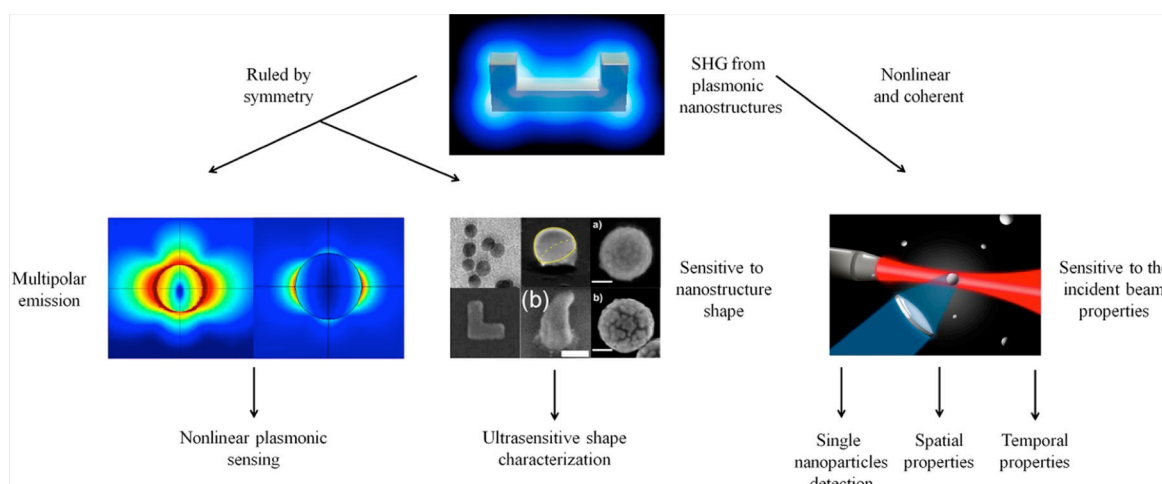 Ruled by
symmetry
SHG from
plasmonic
nanostructures
Nonlinear
and coherent
Multipolar
emission
a)
(b)
b)
Sensitive to
nanostructure
shape
Sensitive to the
incident beam
properties
Nonlinear plasmonic
sensing
Ultrasensitive shape
characterization
Single
nanoparticles
detection
Spatial
properties
Temporal
properties